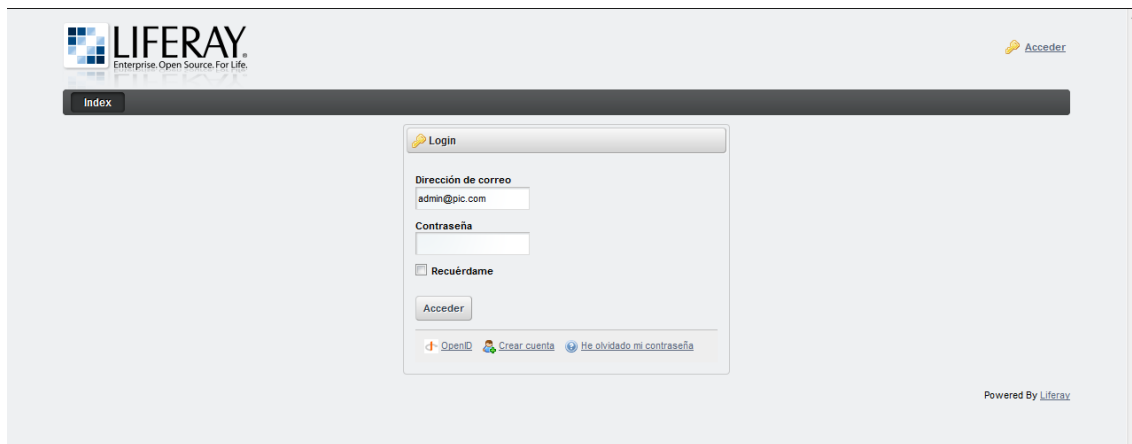 LIFERAY.
Enterprise. Open Source. For Life.
Acceder
Index
Login
Dirección de correo
admin@pic.com
Contraseña
Recuérdame
Acceder
OpenID Crear cuenta He olvidado mi contraseña
Powered By Liferay